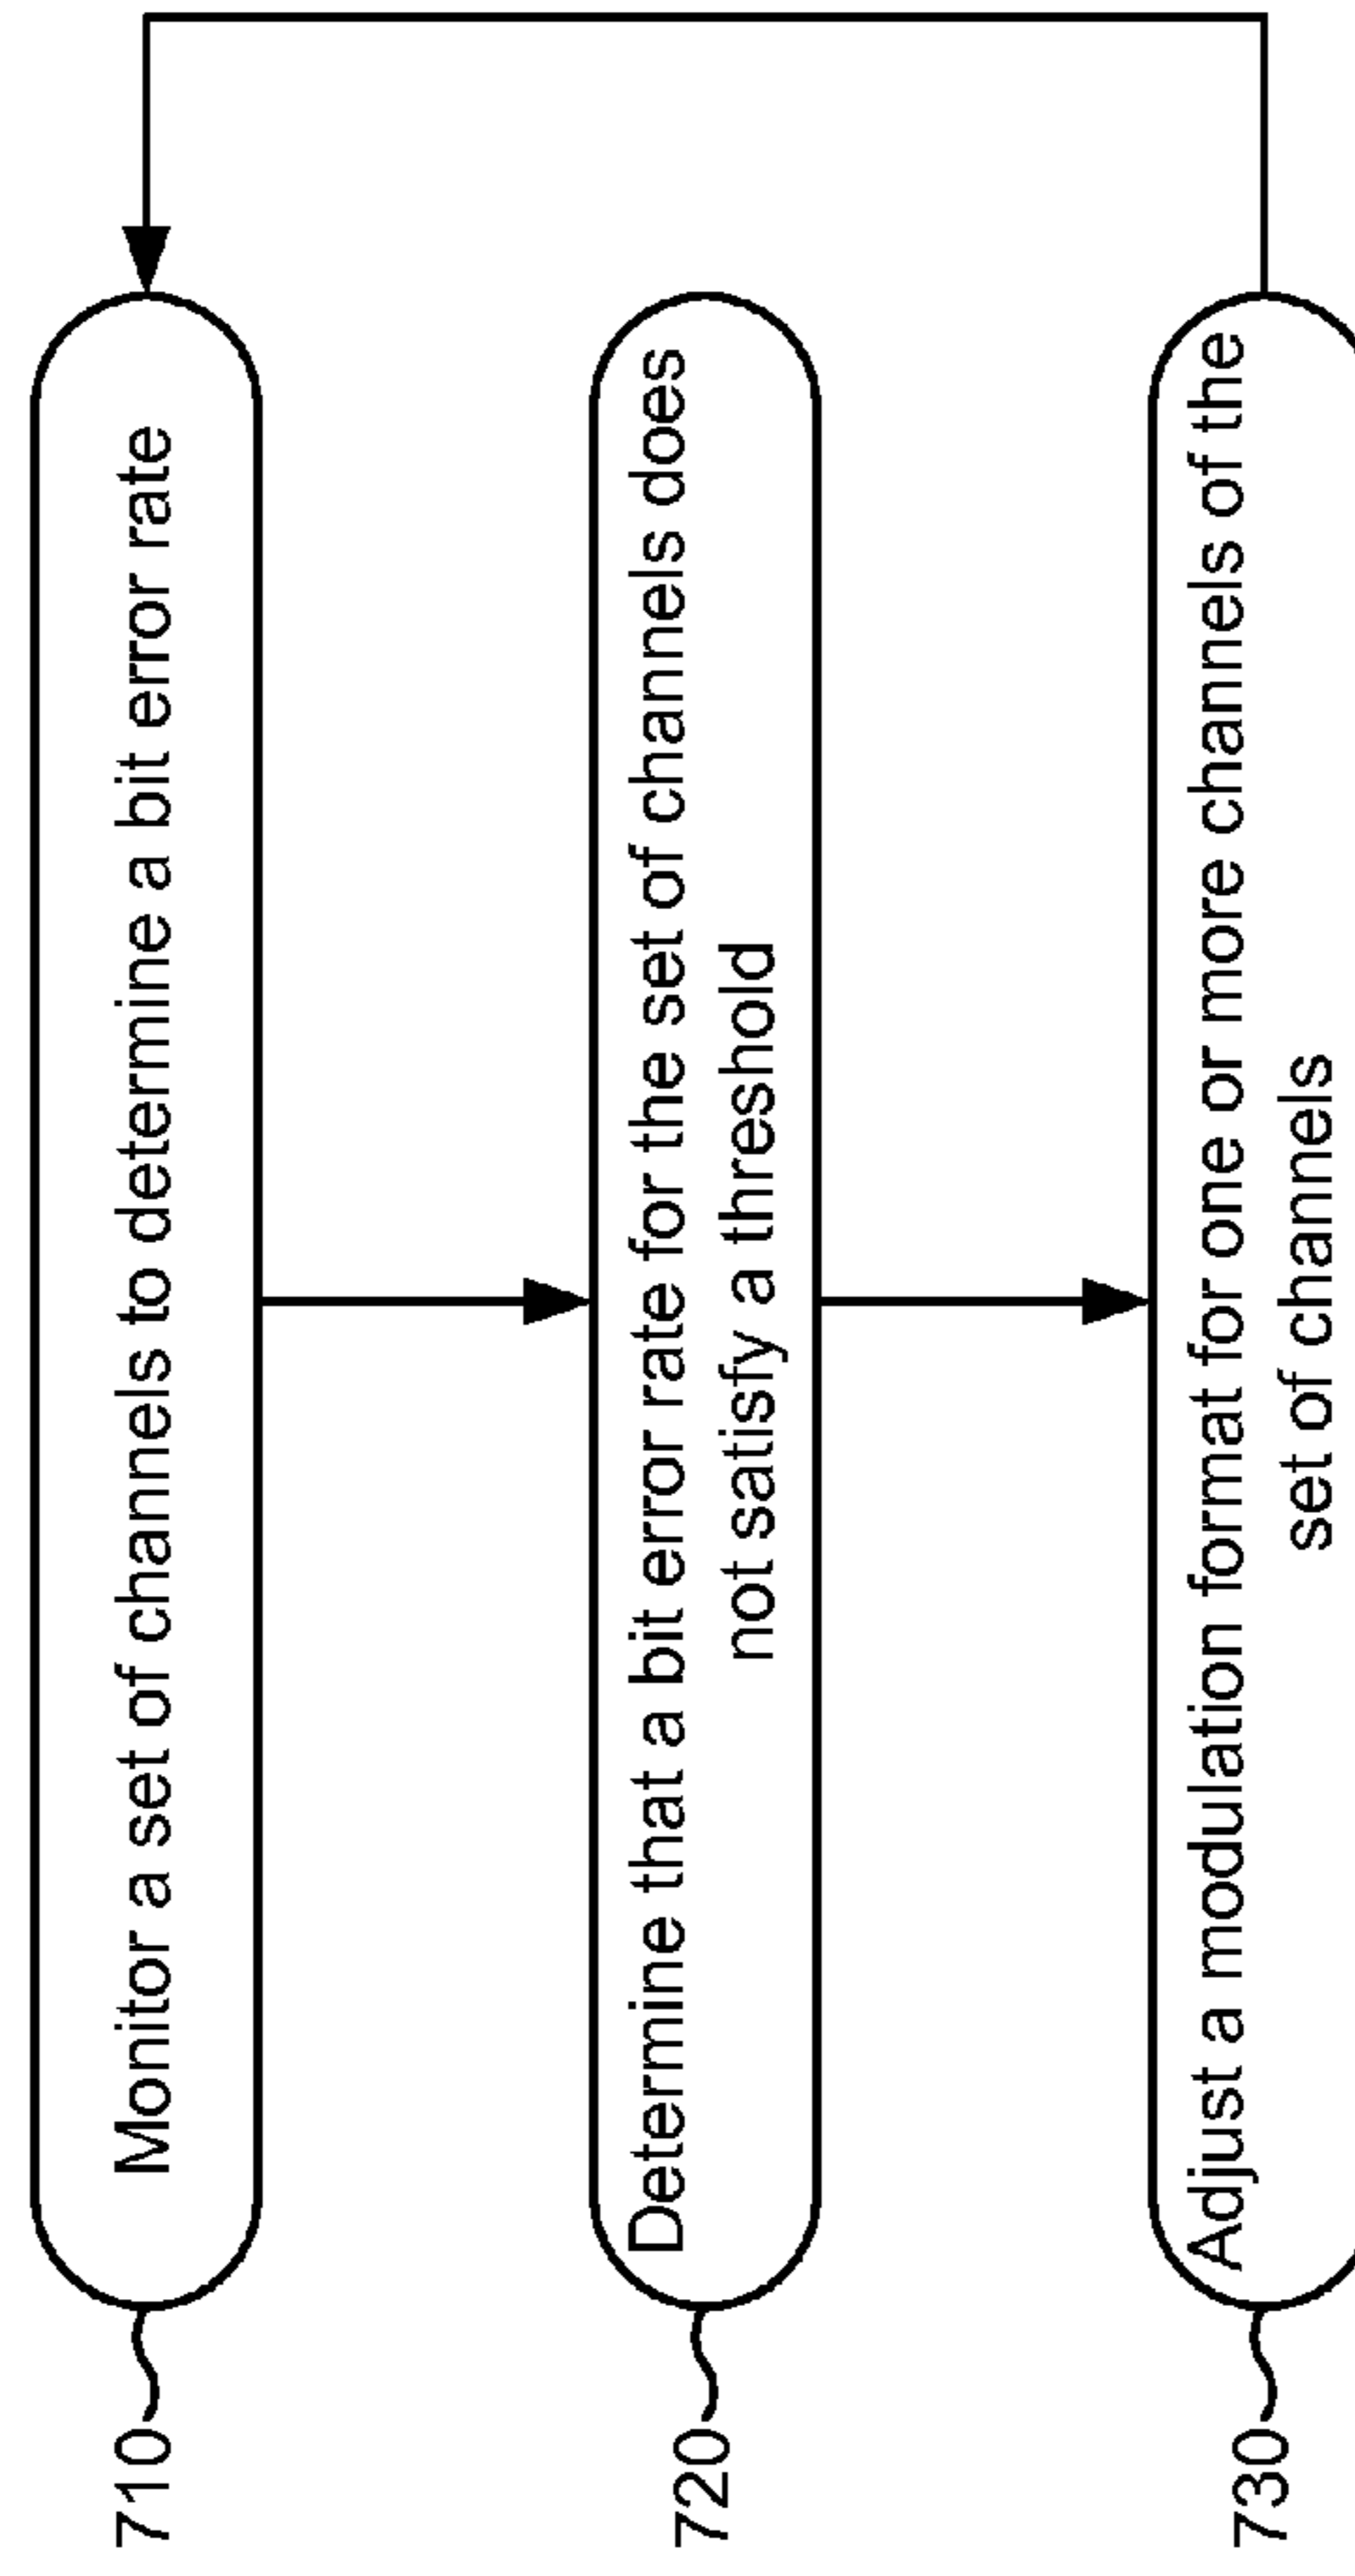 710
Monitor a set of channels to determine a bit error rate
720
Determine that a bit error rate for the set of channels does
not satisfy a threshold
730
Adjust a modulation format for one or more channels of the
set of channels